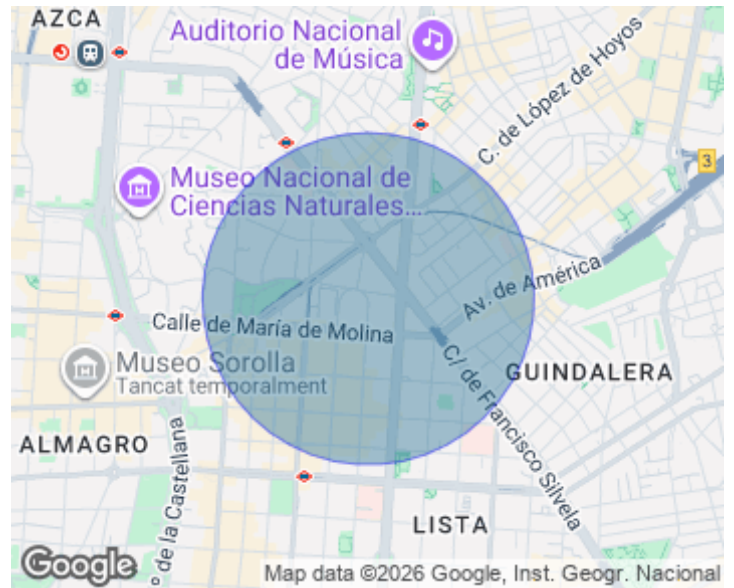 AZCA
Auditorio Nacional
de Música
C. de López de Hoyos
3
Museo Nacional de
Ciencias Naturales...
Av. de América
Calle de María de Molina
Museo Sorolla
Tancat temporalment
C/ de Francisco Silvela
GUINDALERA
ALMAGRO
º de la Castellana
LISTA
Google
Map data ©2026 Google, Inst. Geogr. Nacional